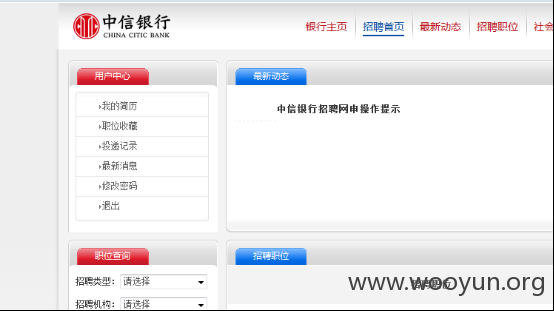 中信银行
CHINA CITIC BANK
银行主页 招聘首页 最新动态 招聘职位 社会
用户中心
我的简历
职位收藏
投递记录
最新消息
修改密码
退出
最新动态
中信银行招聘网申操作提示
职位查询
招聘类型: 请选择
招聘机构: 请选择
招聘职位
www.wooyun.org